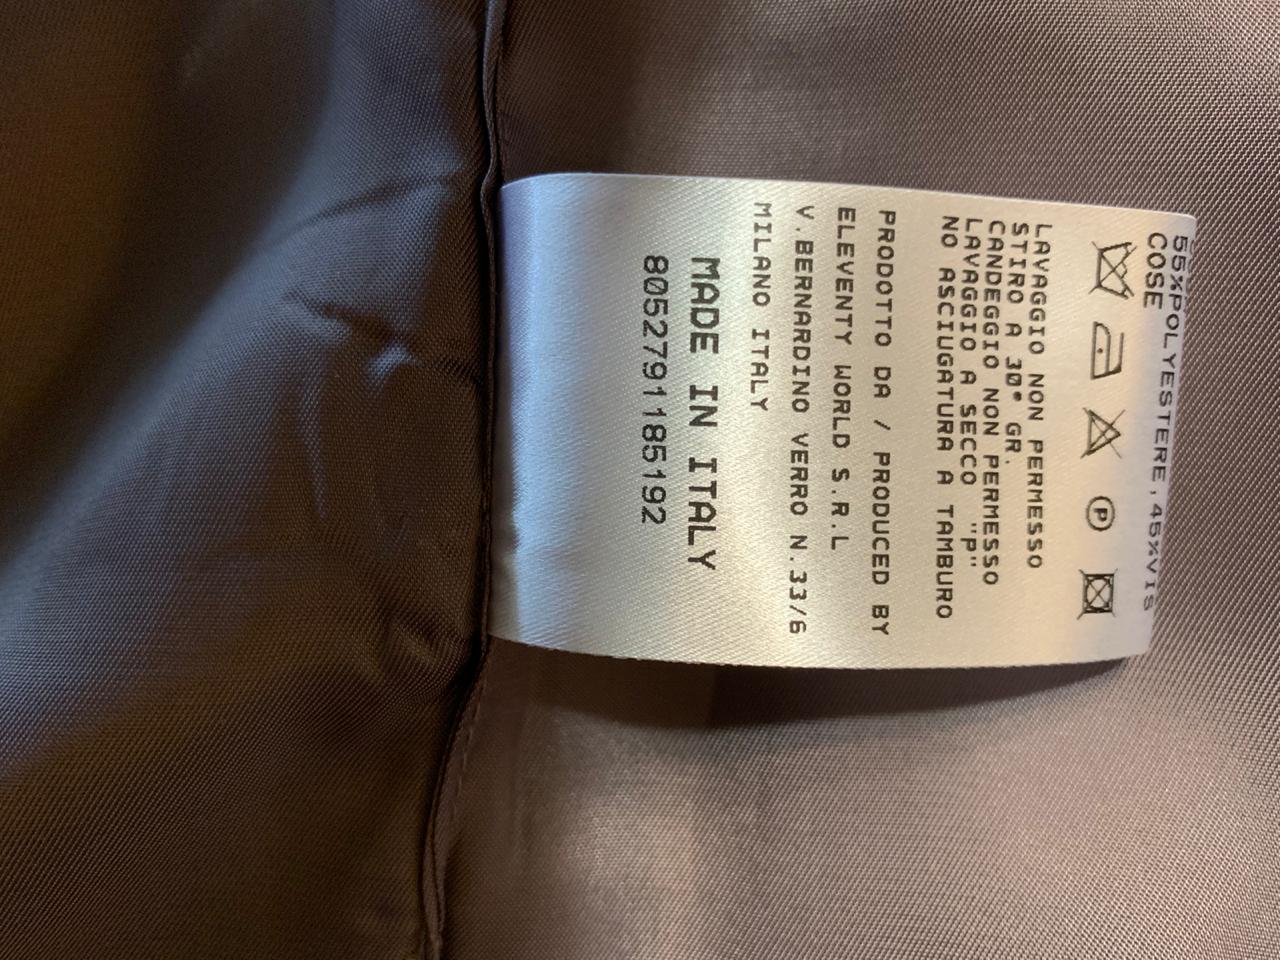 55%POLYESTERE,45%VIS
COSE
P
LAVAGGIO NON PERMESSO
STIRO A 30° GR.
CANDEGGIO NON PERMESSO
LAVAGGIO A SECCO "P"
NO ASCIUGATURA A TAMBURO
PRODOTTO DA / PRODUCED BY
ELEVENTY WORLD S.R.L
V.BERNARDINO VERRO N.33/6
MILANO ITALY
MADE IN ITALY
8052791185192